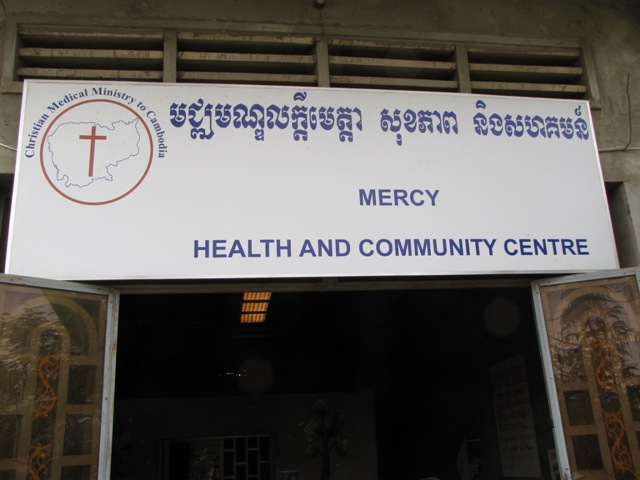 Christian Medical Ministry to Cambodia
មជ្ឈមណ្ឌលក្តីមេត្តា សុខភាព និងសហគមន៍
MERCY
HEALTH AND COMMUNITY CENTRE